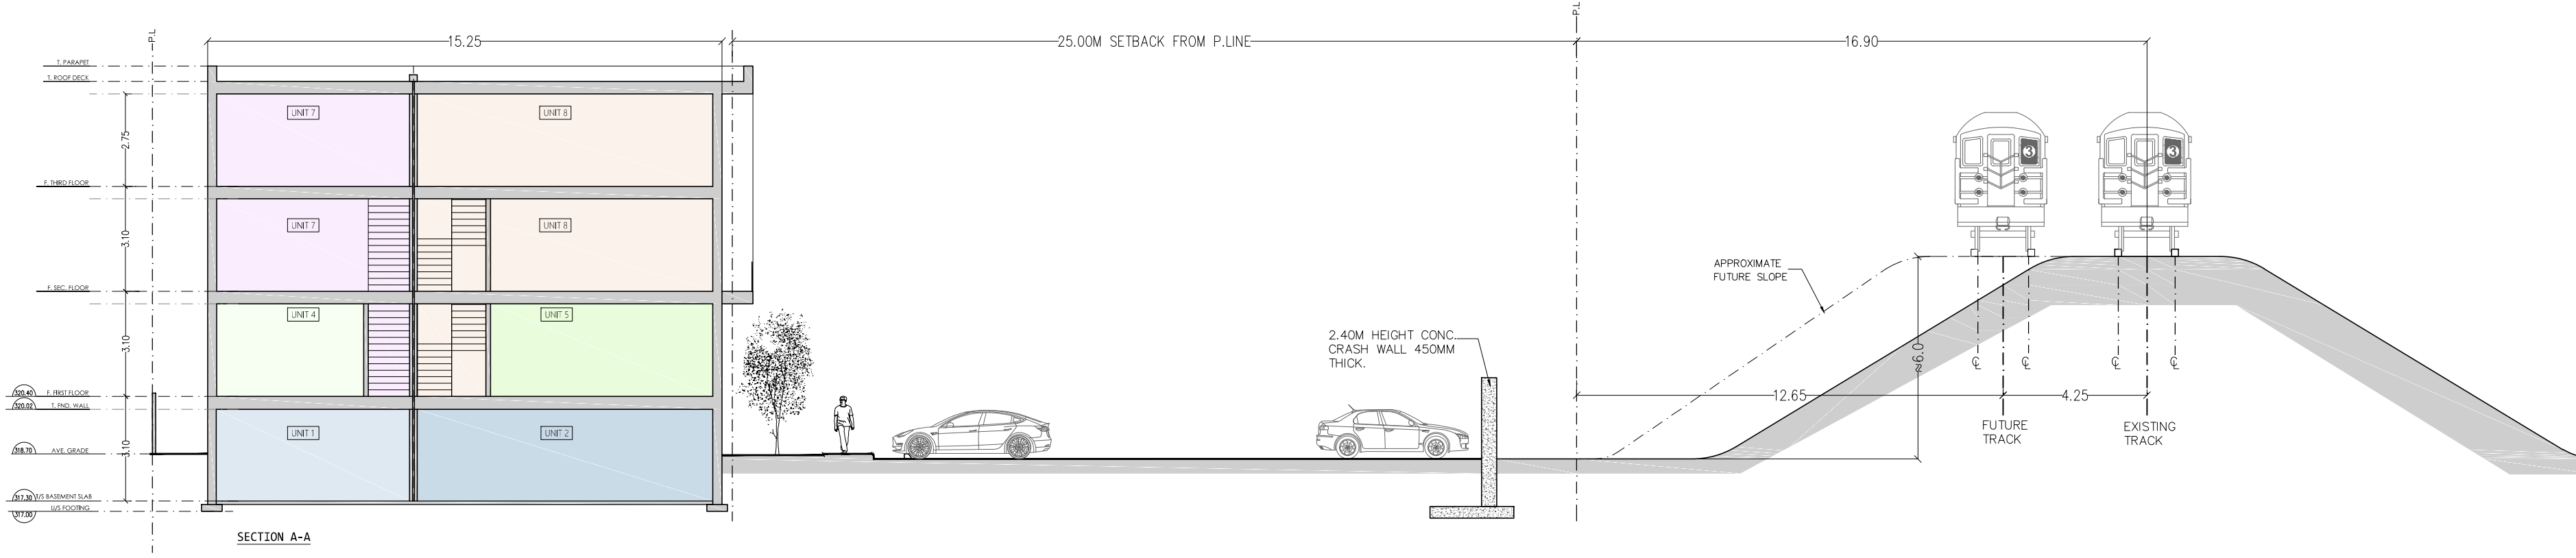 P.L
15.25
25.00M SETBACK FROM P.LINE
P.L
16.90
T. PARAPET
T. ROOF DECK
UNIT 7
UNIT 8
2.75
F. THIRD FLOOR
UNIT 7
UNIT 8
3.10
F. SEC. FLOOR
UNIT 4
UNIT 5
3.10
320.40
F. FIRST FLOOR
320.02
T. FND. WALL
UNIT 1
UNIT 2
3.10
318.70
AVE. GRADE
317.30
U/S BASEMENT SLAB
317.00
U/S FOOTING
SECTION A-A
2.40M HEIGHT CONC.
CRASH WALL 450MM
THICK.
APPROXIMATE
FUTURE SLOPE
3
3
≈6.0
℄
℄
℄
℄
12.65
4.25
FUTURE
TRACK
EXISTING
TRACK